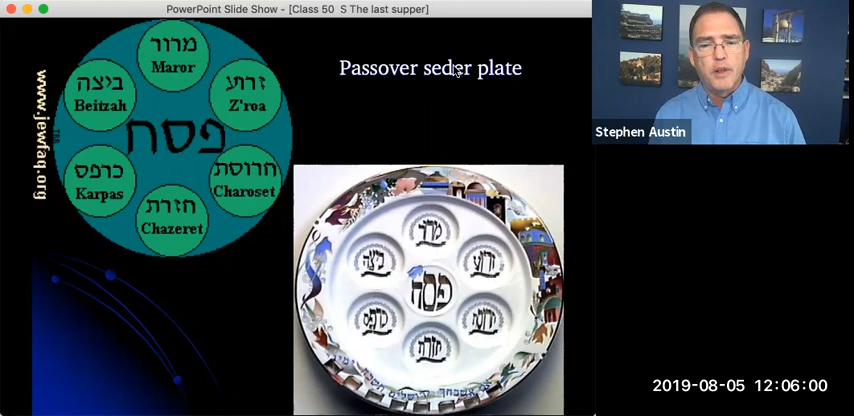 PowerPoint Slide Show - [Class 50 S The last supper]
Passover seder plate
www.jewfaq.org
מרור
Maror
ביצה
Beitzah
זרוע
Z'roa
פסח
כרפס
Karpas
חרוסת
Charoset
חזרת
Chazeret
Stephen Austin
מרר
ביצה
זרוע
פסח
כרפס
חזרת
2019-08-05 12:06:00